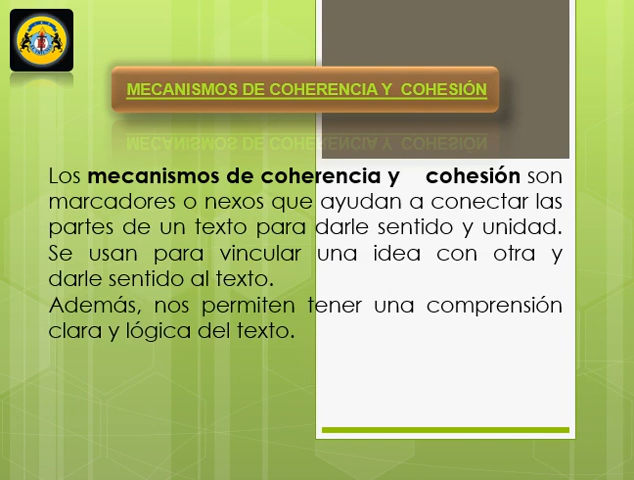 MECANISMOS DE COHERENCIA Y COHESIÓN
Los mecanismos de coherencia y cohesión son
marcadores o nexos que ayudan a conectar las
partes de un texto para darle sentido y unidad.
Se usan para vincular una idea con otra y
darle sentido al texto.
Además, nos permiten tener una comprensión
clara y lógica del texto.